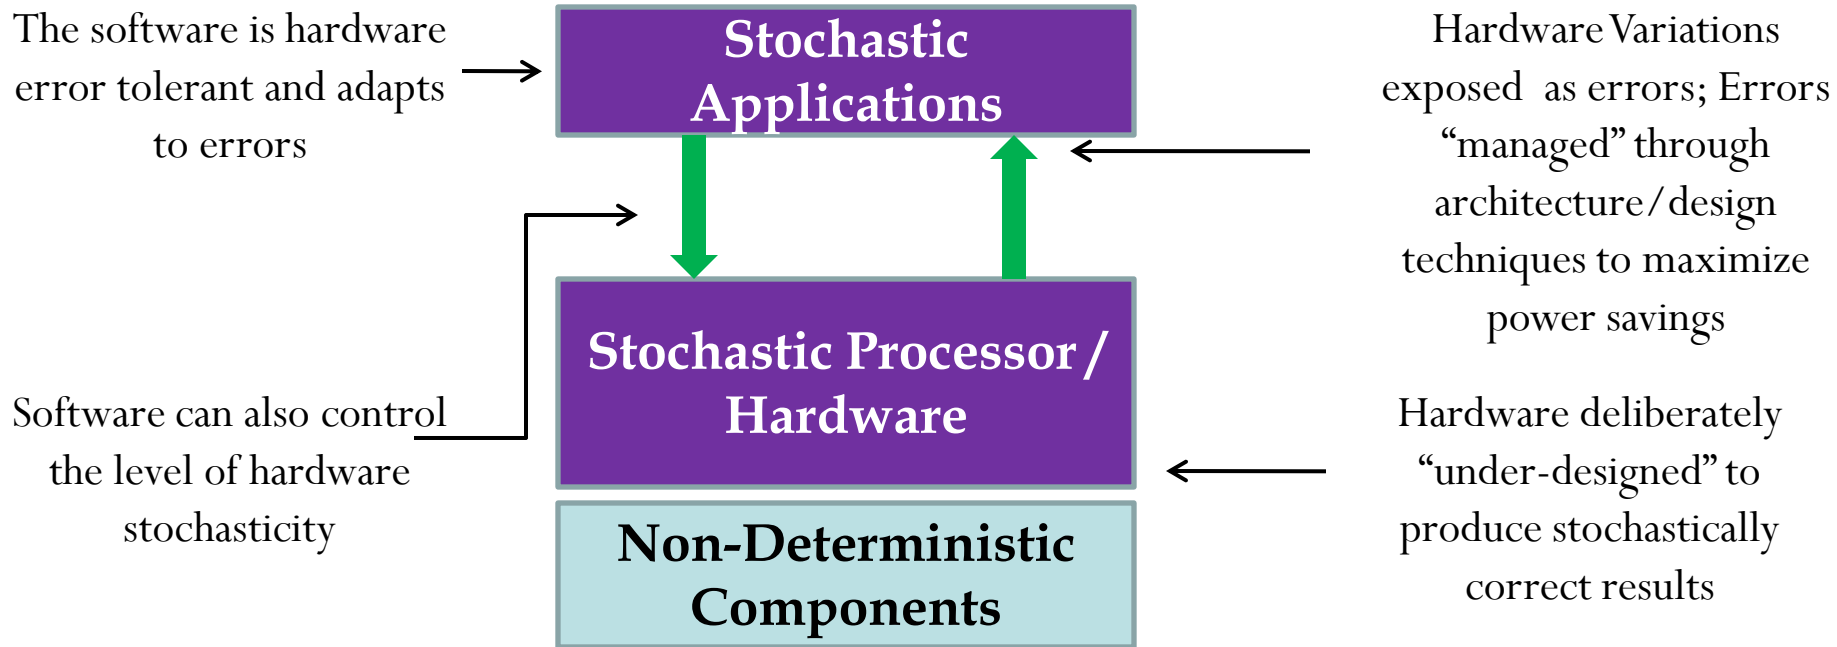 The software is hardware
error tolerant and adapts
to errors
Stochastic
Applications
Hardware Variations
exposed as errors; Errors
“managed” through
architecture/design
techniques to maximize
power savings
Software can also control
the level of hardware
stochasticity
Stochastic Processor /
Hardware
Hardware deliberately
“under-designed” to
produce stochastically
correct results
Non-Deterministic
Components